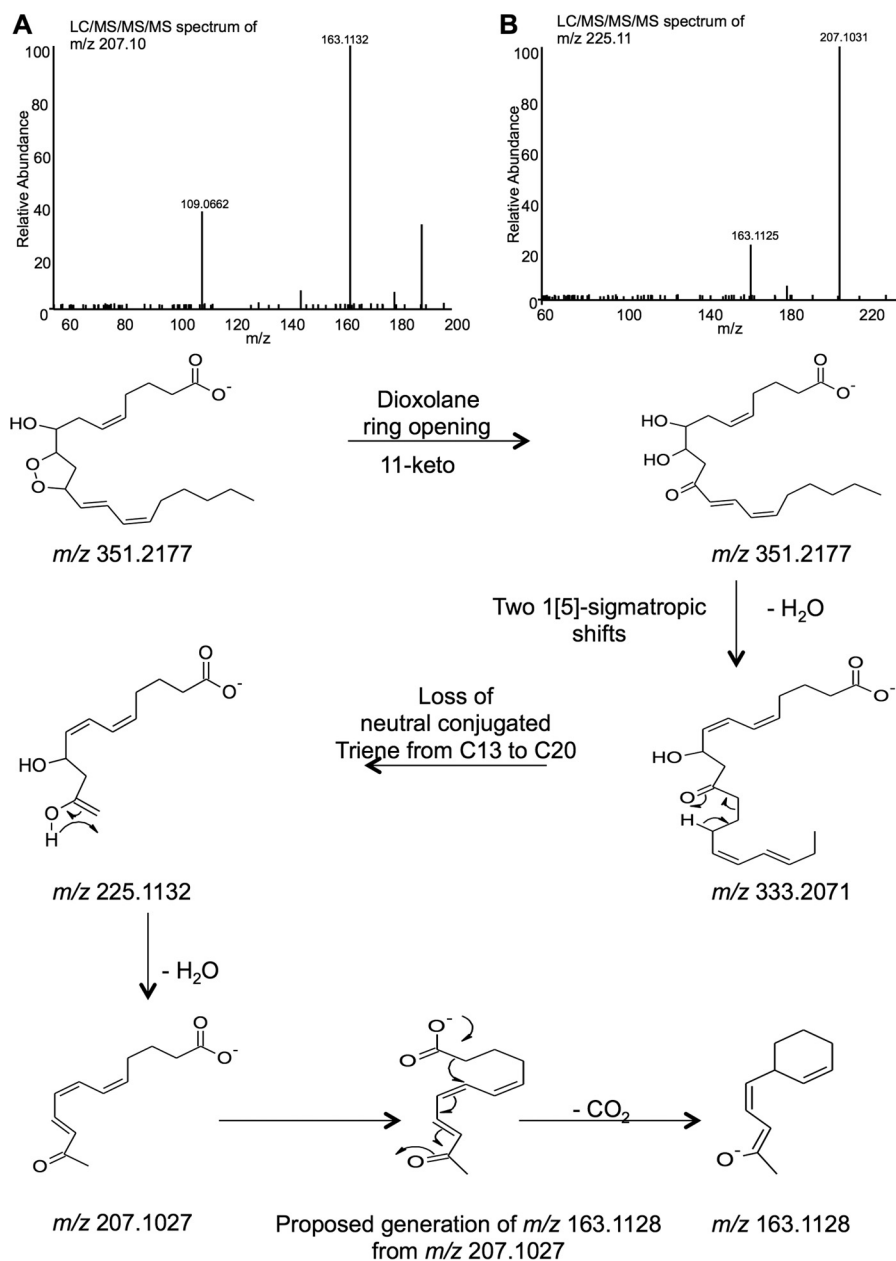 A
LC/MS/MS/MS spectrum of
m/z 207.10
163.1132
109.0662
Relative Abundance
100
80
60
40
20
0
60 80 100 120 140 160 180 200
m/z
B
LC/MS/MS/MS spectrum of
m/z 225.11
207.1031
163.1125
Relative Abundance
100
80
60
40
20
0
60 100 140 180 220
m/z
O
O-
HO
O
O
m/z 351.2177
Dioxolane
ring opening
11-keto
O
O-
HO
HO
O
m/z 351.2177
Two 1[5]-sigmatropic
shifts
- H2O
O
O-
HO
O
H
m/z 333.2071
Loss of
neutral conjugated
Triene from C13 to C20
O
O-
HO
O
H
m/z 225.1132
- H2O
O
O-
O
m/z 207.1027
O-
O
O
Proposed generation of m/z 163.1128
from m/z 207.1027
- CO2
O-
m/z 163.1128